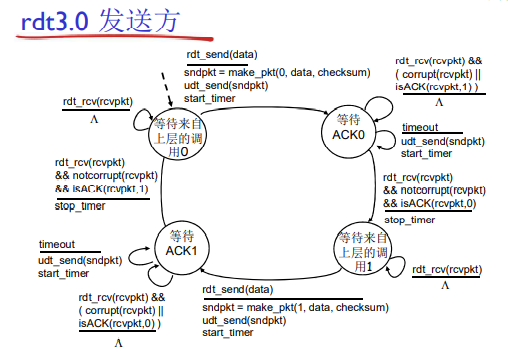 rdt3.0 发送方
rdt_send(data)
sndpkt = make_pkt(0, data, checksum)
udt_send(sndpkt)
start_timer
rdt_rcv(rcvpkt) &&
( corrupt(rcvpkt) ||
isACK(rcvpkt,1) )
Λ
rdt_rcv(rcvpkt)
Λ
等待来自
上层的调
用0
等待
ACK0
timeout
udt_send(sndpkt)
start_timer
rdt_rcv(rcvpkt)
&& notcorrupt(rcvpkt)
&& isACK(rcvpkt,1)
stop_timer
rdt_rcv(rcvpkt)
&& notcorrupt(rcvpkt)
&& isACK(rcvpkt,0)
stop_timer
等待
ACK1
等待来自
上层的调
用1
timeout
udt_send(sndpkt)
start_timer
rdt_rcv(rcvpkt)
Λ
rdt_rcv(rcvpkt) &&
( corrupt(rcvpkt) ||
isACK(rcvpkt,0) )
Λ
rdt_send(data)
sndpkt = make_pkt(1, data, checksum)
udt_send(sndpkt)
start_timer